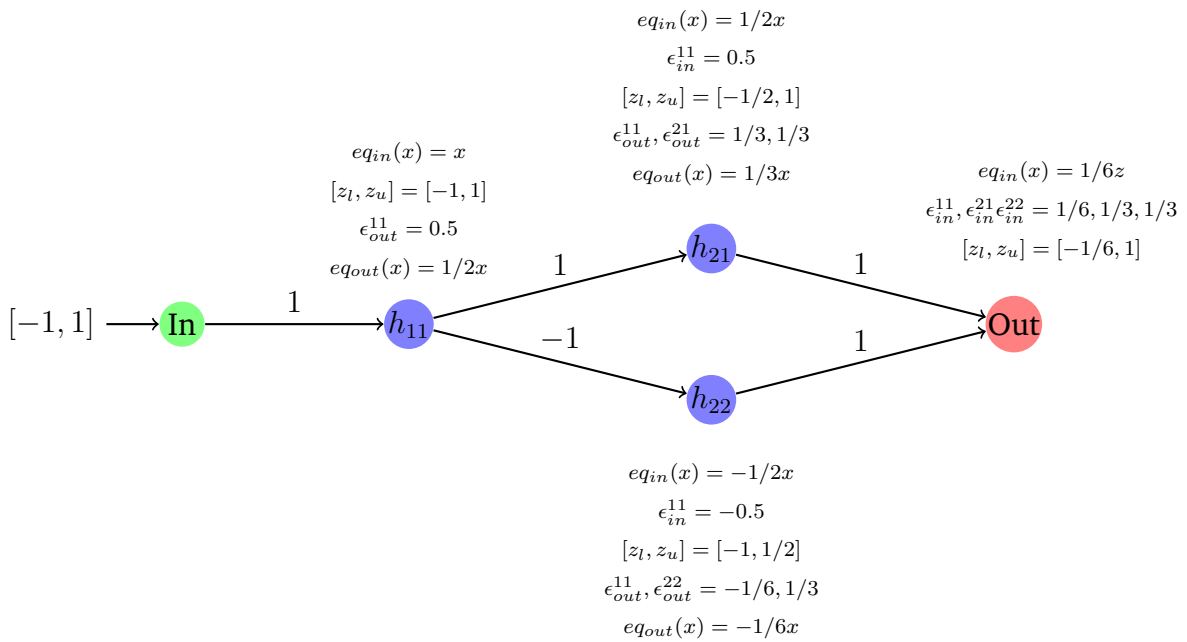 eq_{in}(x) = 1/2x
ϵ^{11}_{in} = 0.5
[z_l, z_u] = [−1/2, 1]
ϵ^{11}_{out}, ϵ^{21}_{out} = 1/3, 1/3
eq_{out}(x) = 1/3x
eq_{in}(x) = x
[z_l, z_u] = [−1, 1]
ϵ^{11}_{out} = 0.5
eq_{out}(x) = 1/2x
eq_{in}(x) = 1/6z
ϵ^{11}_{in}, ϵ^{21}_{in}ϵ^{22}_{in} = 1/6, 1/3, 1/3
[z_l, z_u] = [−1/6, 1]
h_{21}
1
1
[−1, 1]
In
1
h_{11}
Out
−1
1
h_{22}
eq_{in}(x) = −1/2x
ϵ^{11}_{in} = −0.5
[z_l, z_u] = [−1, 1/2]
ϵ^{11}_{out}, ϵ^{22}_{out} = −1/6, 1/3
eq_{out}(x) = −1/6x